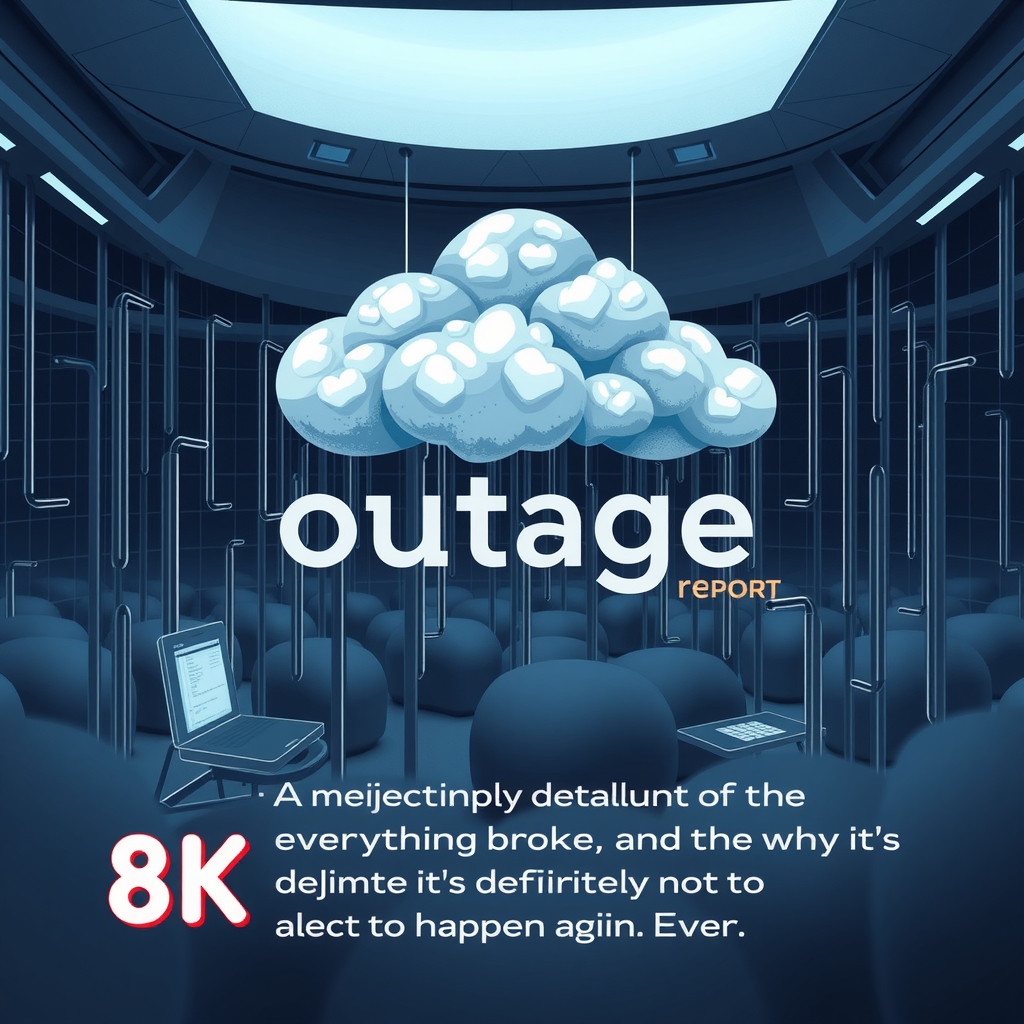 outage
rePORT
A meijectinply detallunt of the
everything broke, and the why it's
deJimte it's defiiritely not to
alect to happen agiin. Ever.
8K